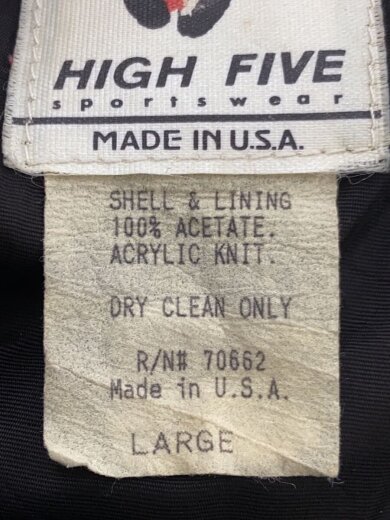 HIGH FIVE
sportswear
MADE IN U.S.A.
SHELL & LINING
100% ACETATE.
ACRYLIC KNIT.
DRY CLEAN ONLY
R/N# 70662
Made in U.S.A.
LARGE